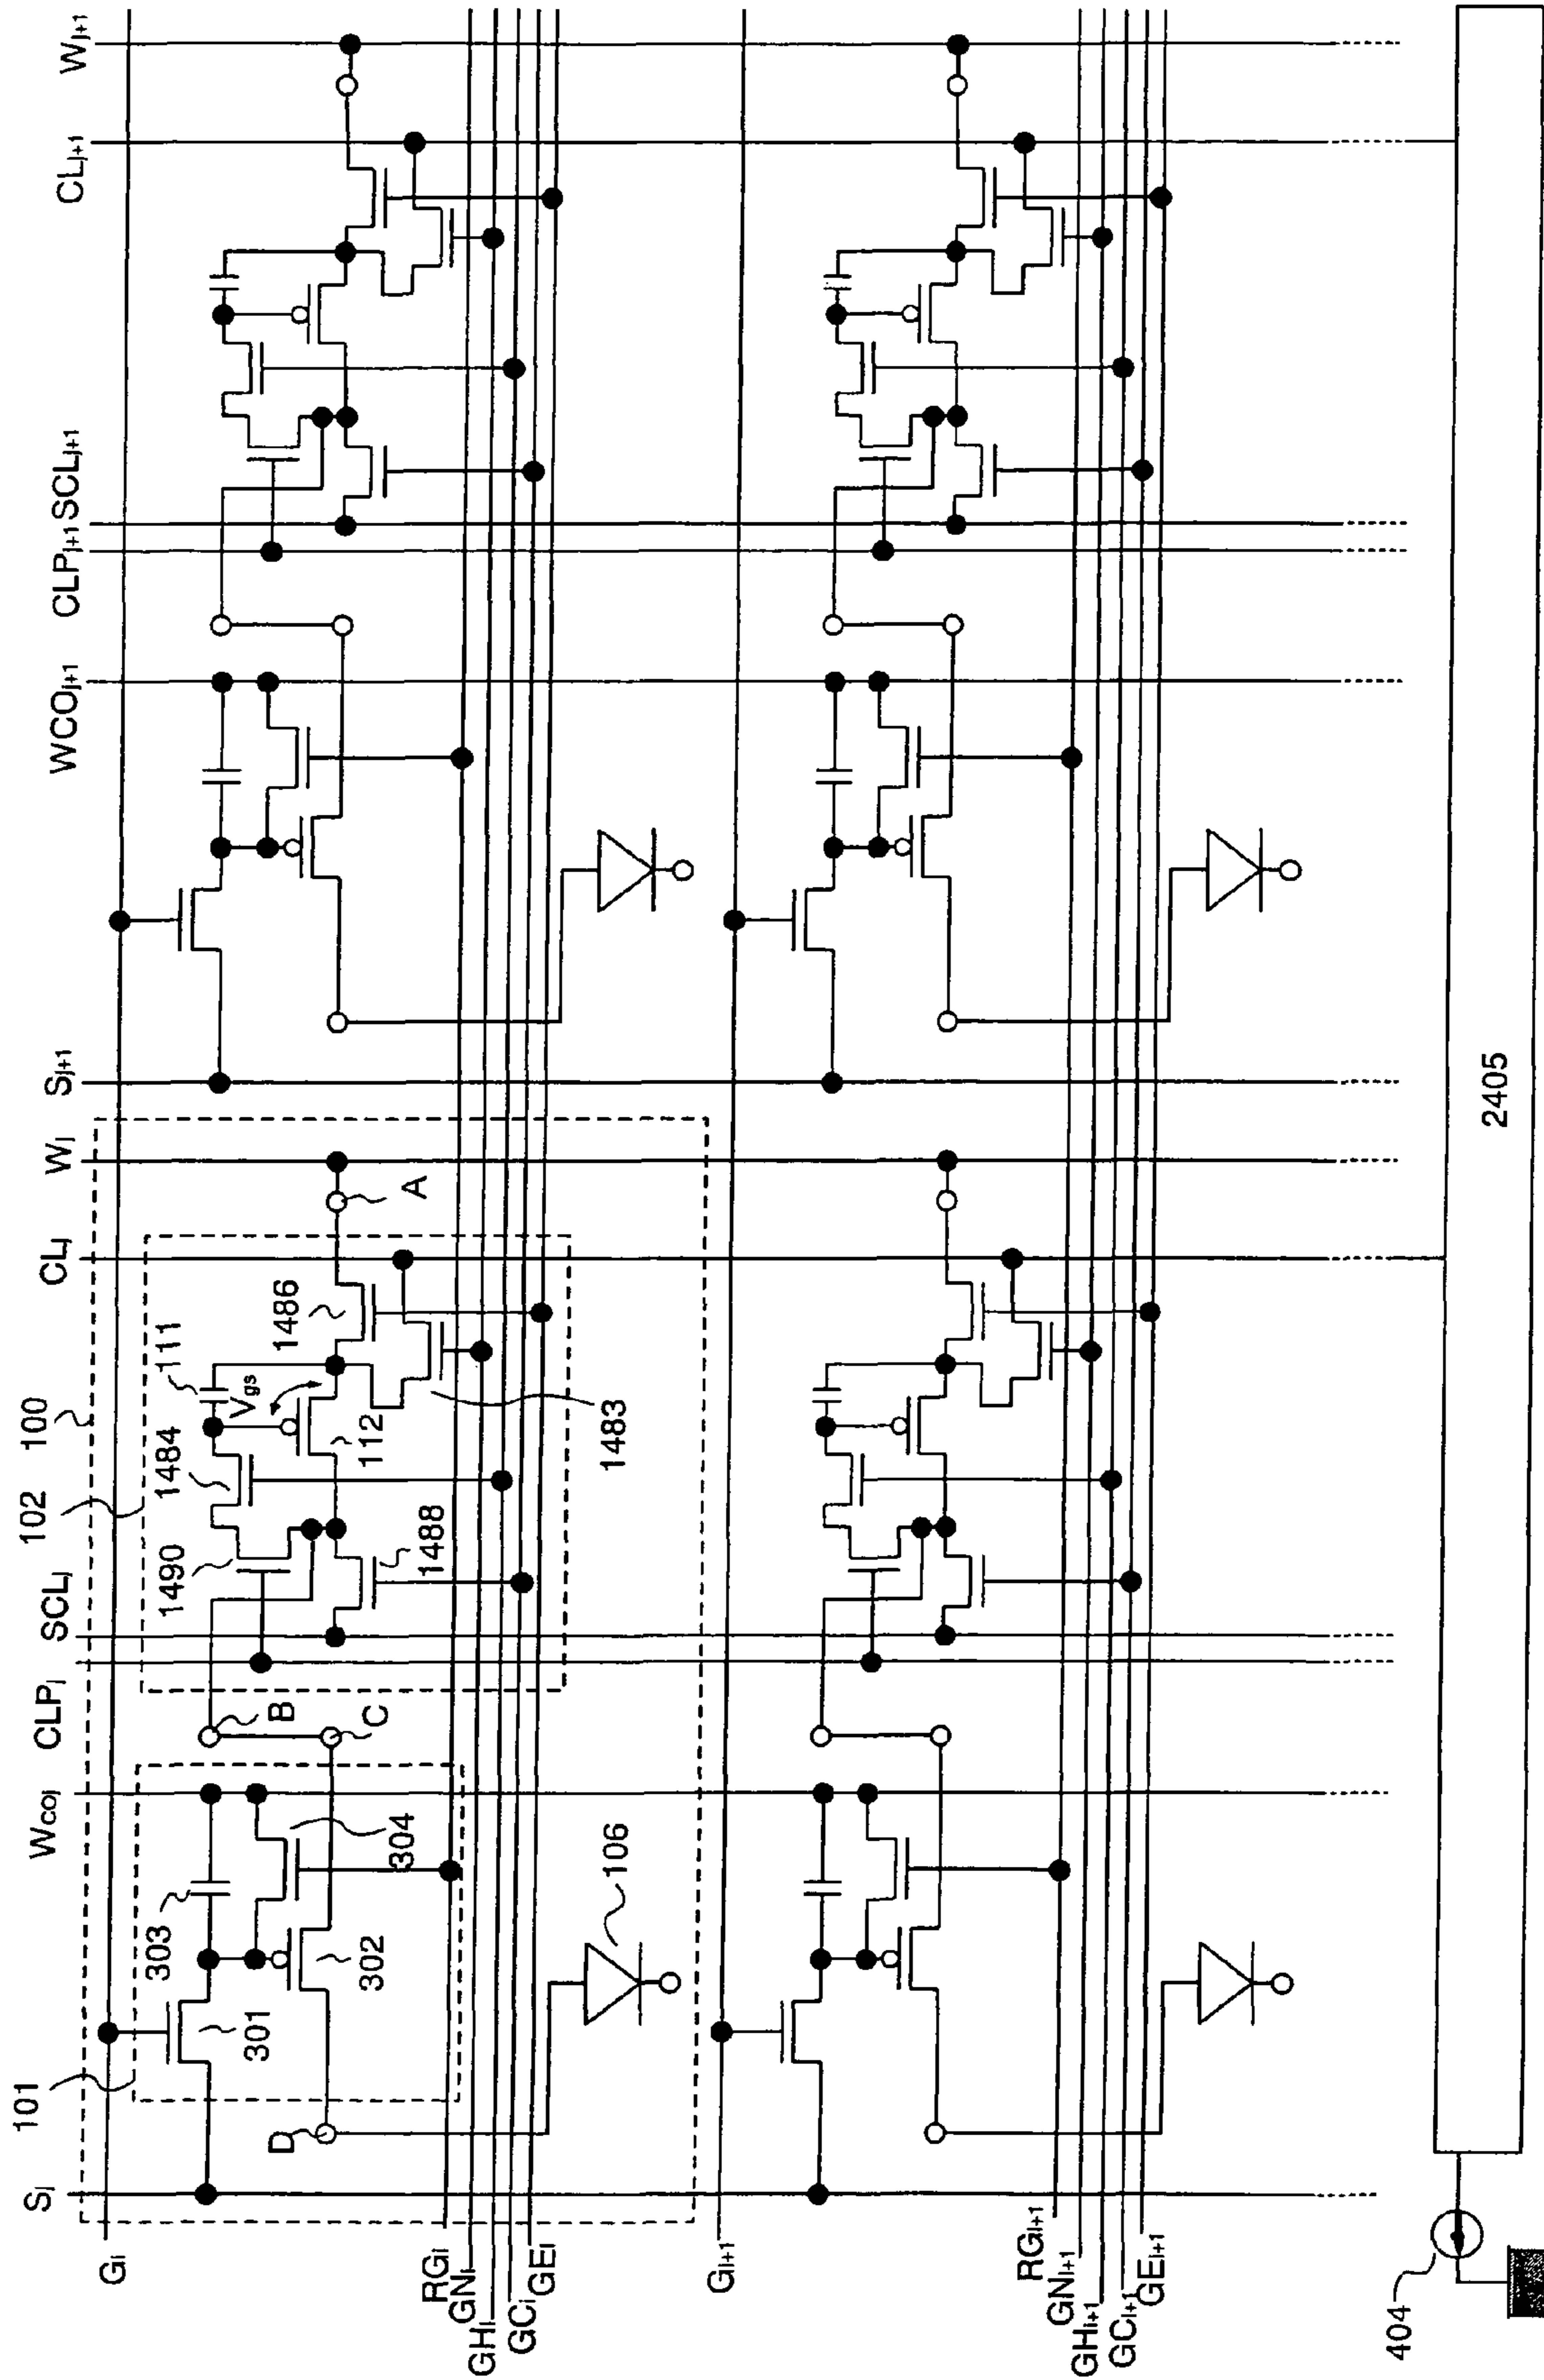 Wj+1
CLj+1
CLPj+1 SCLj+1
WCOj+1
Sj+1
Wj
CLj
SCLj
CLPj
Wcoj
Sj
100
102
101
A
1486
111
Vgs
1484
112
1483
1490
1488
B
C
304
303
302
301
106
D
Gi
RGi
GNi
GHi
GCi
GEi
Gi+1
RGi+1
GNi+1
GHi+1
GCi+1
GEi+1
2405
404